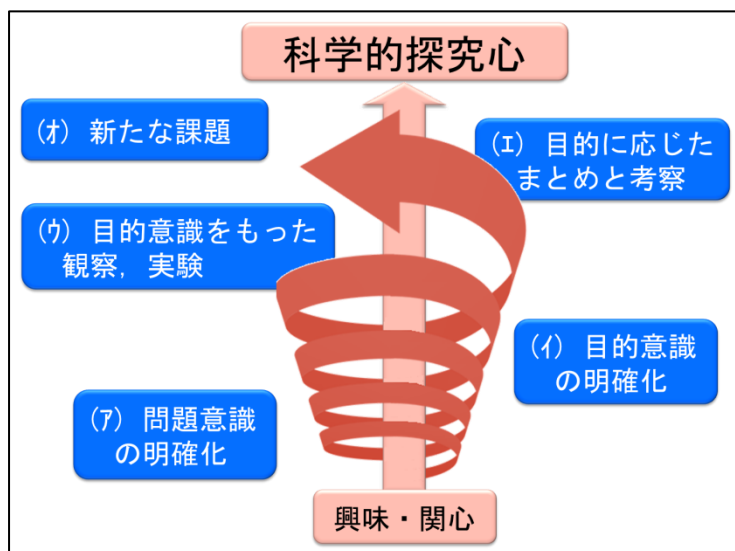 科学的探究心
(ｵ) 新たな課題
(ｴ) 目的に応じた
まとめと考察
(ｳ) 目的意識をもった
観察，実験
(ｲ) 目的意識
の明確化
(ｱ) 問題意識
の明確化
興味・関心